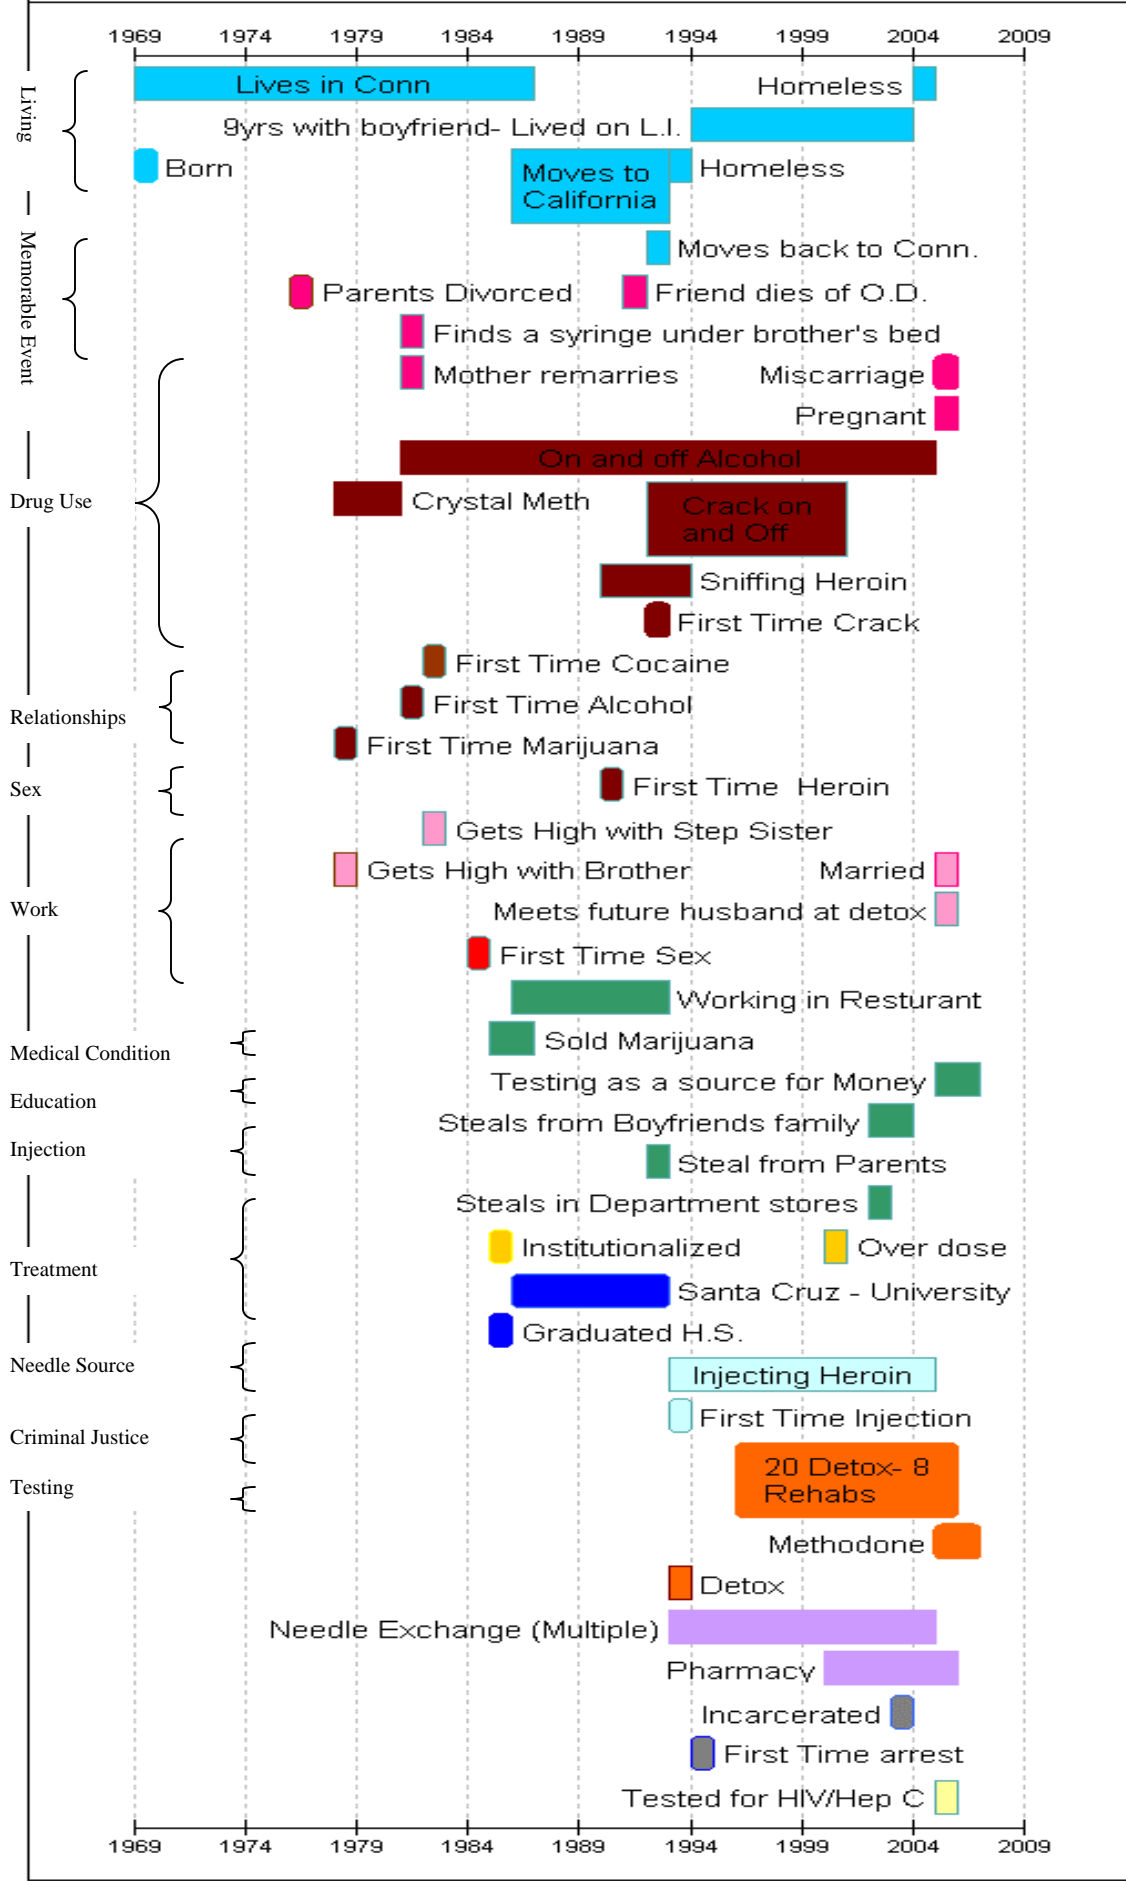 1969 1974 1979 1984 1989 1994 1999 2004 2009
Living
Lives in Conn
Homeless
9yrs with boyfriend- Lived on L.I.
Born
Moves to
California
Homeless
Memorable Event
Moves back to Conn.
Parents Divorced
Friend dies of O.D.
Finds a syringe under brother's bed
Mother remarries
Miscarriage
Pregnant
On and off Alcohol
Drug Use
Crystal Meth
Crack on
and Off
Sniffing Heroin
First Time Crack
First Time Cocaine
First Time Alcohol
Relationships
First Time Marijuana
Sex
First Time  Heroin
Gets High with Step Sister
Gets High with Brother
Married
Work
Meets future husband at detox
First Time Sex
Working in Resturant
Sold Marijuana
Medical Condition
Testing as a source for Money
Education
Steals from Boyfriends family
Injection
Steal from Parents
Steals in Department stores
Institutionalized
Over dose
Treatment
Santa Cruz - University
Graduated H.S.
Needle Source
Injecting Heroin
First Time Injection
Criminal Justice
20 Detox- 8
Rehabs
Testing
Methodone
Detox
Needle Exchange (Multiple)
Pharmacy
Incarcerated
First Time arrest
Tested for HIV/Hep C
1969 1974 1979 1984 1989 1994 1999 2004 2009